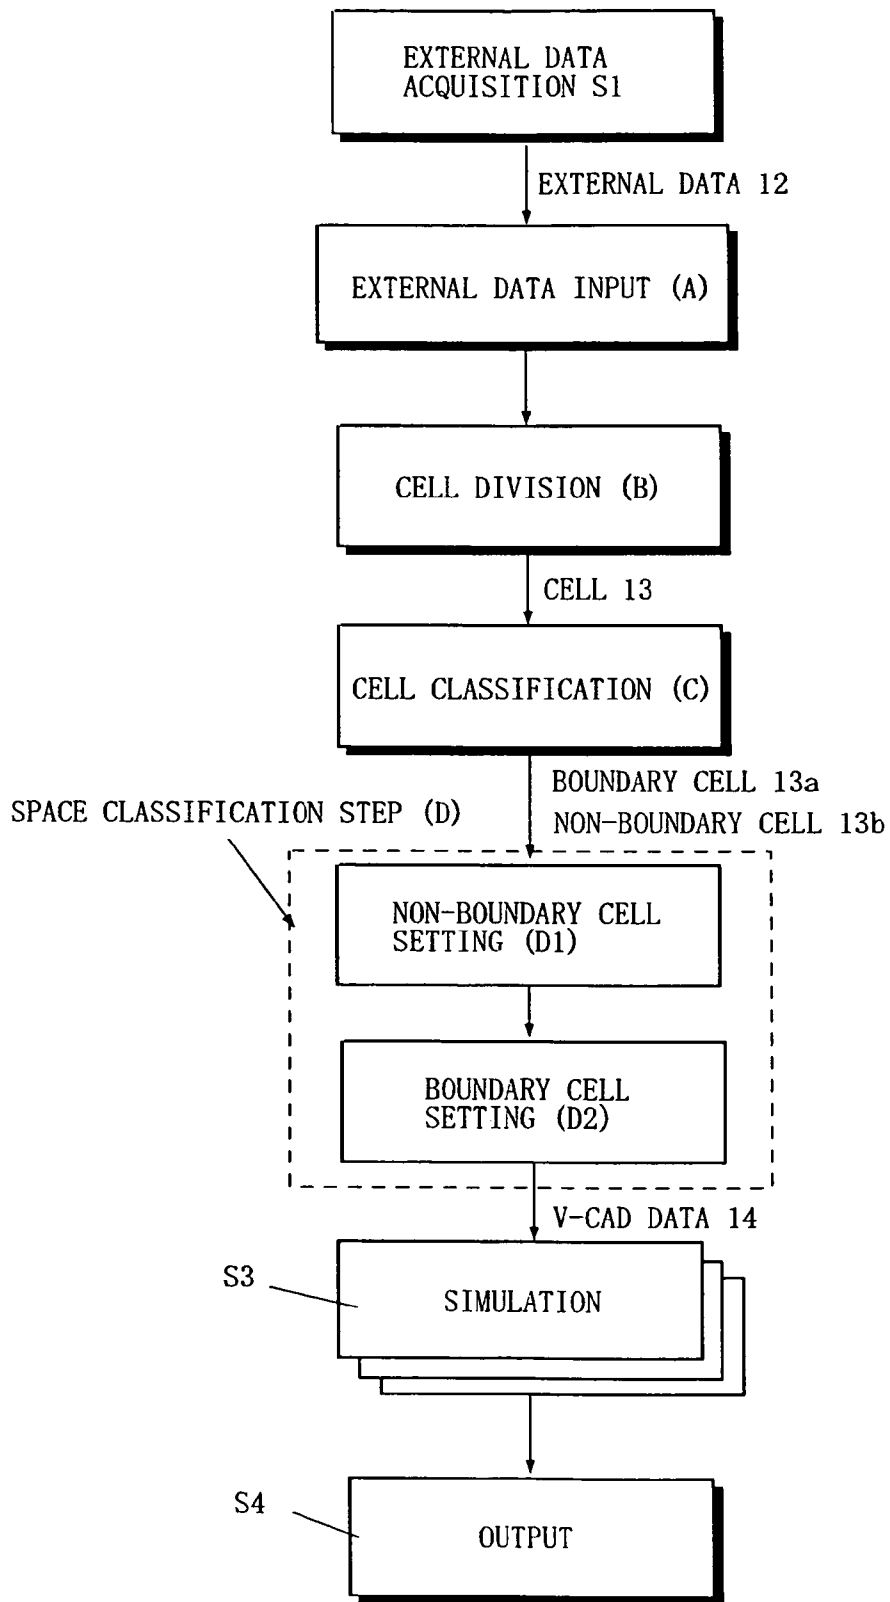 EXTERNAL DATA
ACQUISITION S1
EXTERNAL DATA 12
EXTERNAL DATA INPUT (A)
CELL DIVISION (B)
CELL 13
CELL CLASSIFICATION (C)
BOUNDARY CELL 13a
NON-BOUNDARY CELL 13b
SPACE CLASSIFICATION STEP (D)
NON-BOUNDARY CELL
SETTING (D1)
BOUNDARY CELL
SETTING (D2)
V-CAD DATA 14
S3
SIMULATION
S4
OUTPUT